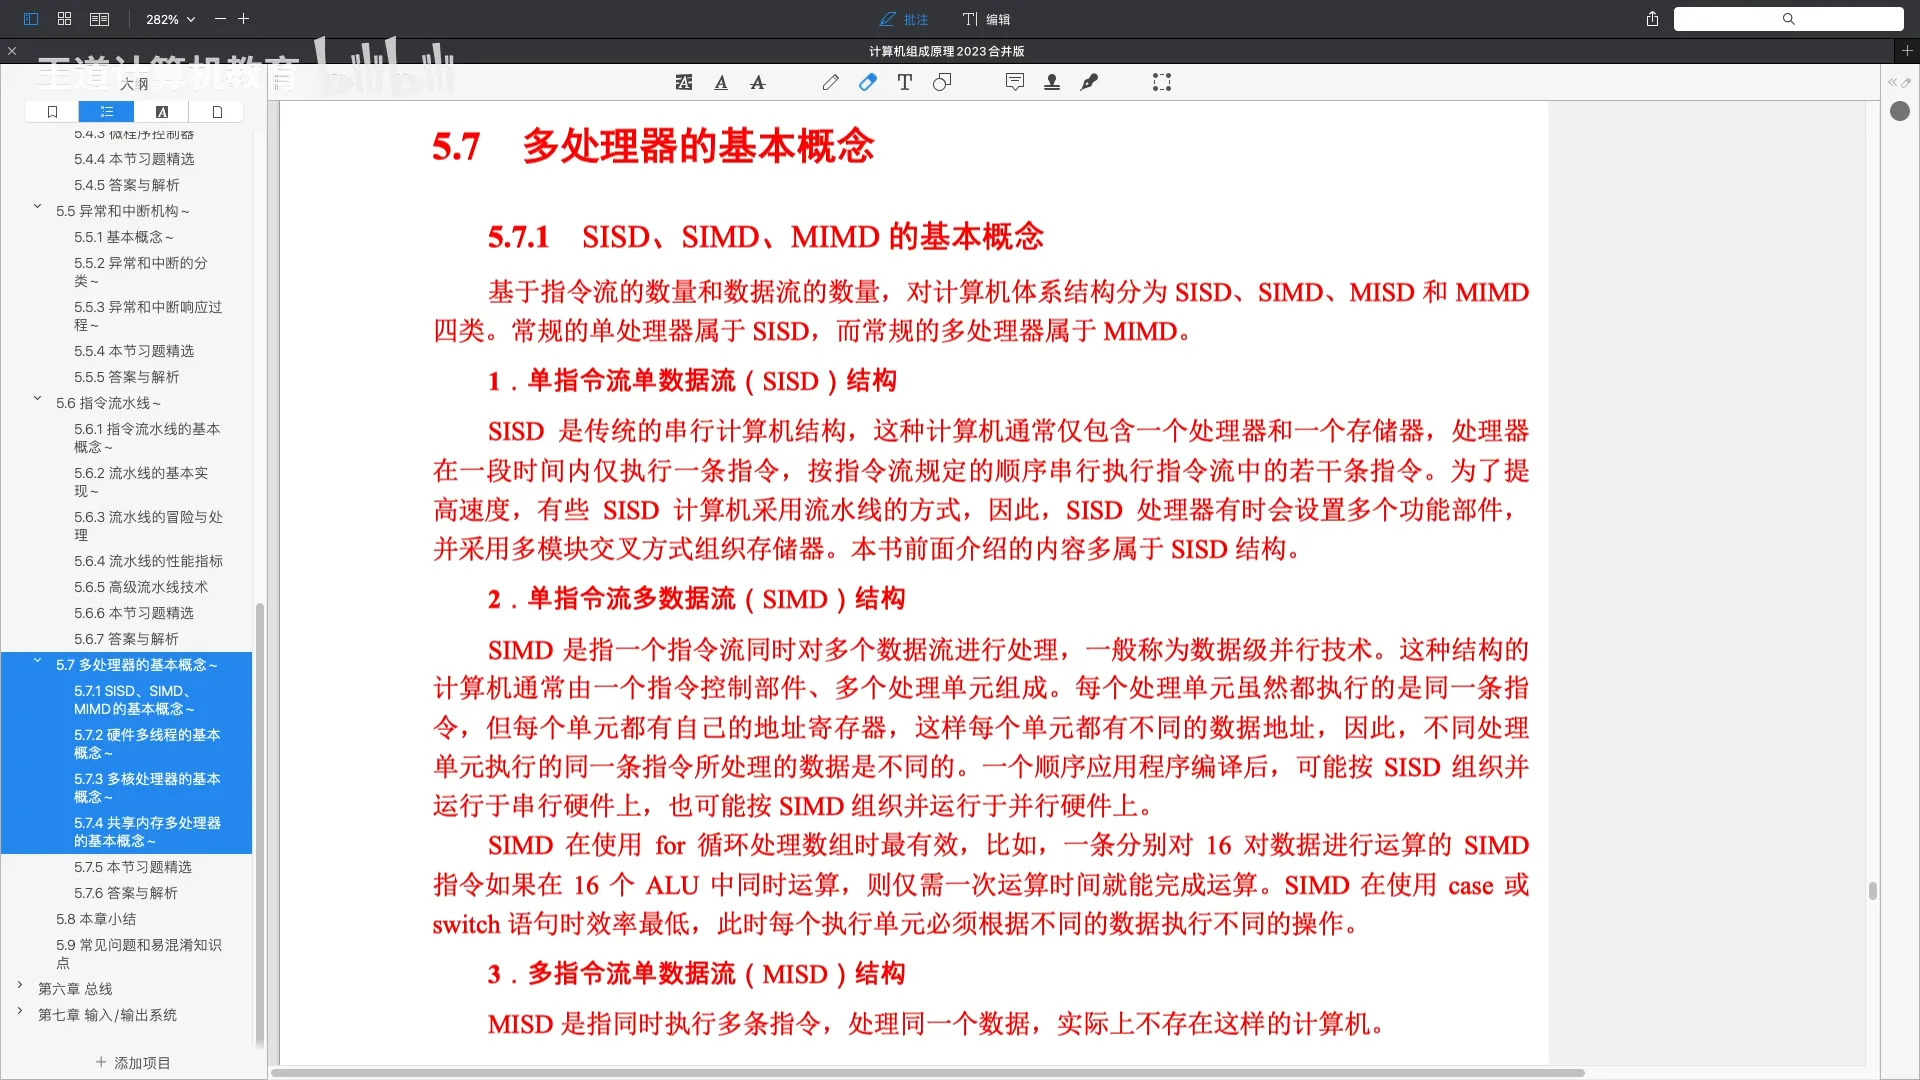 282%
批注
编辑
计算机组成原理2023合并版
王道计算机教育
bilibili
大纲
5.4.3 微程序控制器
5.4.4 本节习题精选
5.4.5 答案与解析
5.5 异常和中断机构~
5.5.1 基本概念~
5.5.2 异常和中断的分
类~
5.5.3 异常和中断响应过
程~
5.5.4 本节习题精选
5.5.5 答案与解析
5.6 指令流水线~
5.6.1 指令流水线的基本
概念~
5.6.2 流水线的基本实
现~
5.6.3 流水线的冒险与处
理
5.6.4 流水线的性能指标
5.6.5 高级流水线技术
5.6.6 本节习题精选
5.6.7 答案与解析
5.7 多处理器的基本概念~
5.7.1 SISD、SIMD、
MIMD的基本概念~
5.7.2 硬件多线程的基本
概念~
5.7.3 多核处理器的基本
概念~
5.7.4 共享内存多处理器
的基本概念~
5.7.5 本节习题精选
5.7.6 答案与解析
5.8 本章小结
5.9 常见问题和易混淆知识
点
第六章 总线
第七章 输入/输出系统
添加项目
5.7 多处理器的基本概念
5.7.1 SISD、SIMD、MIMD 的基本概念
基于指令流的数量和数据流的数量，对计算机体系结构分为 SISD、SIMD、MISD 和 MIMD
四类。常规的单处理器属于 SISD，而常规的多处理器属于 MIMD。
1．单指令流单数据流（SISD）结构
SISD 是传统的串行计算机结构，这种计算机通常仅包含一个处理器和一个存储器，处理器
在一段时间内仅执行一条指令，按指令流规定的顺序串行执行指令流中的若干条指令。为了提
高速度，有些 SISD 计算机采用流水线的方式，因此，SISD 处理器有时会设置多个功能部件，
并采用多模块交叉方式组织存储器。本书前面介绍的内容多属于 SISD 结构。
2．单指令流多数据流（SIMD）结构
SIMD 是指一个指令流同时对多个数据流进行处理，一般称为数据级并行技术。这种结构的
计算机通常由一个指令控制部件、多个处理单元组成。每个处理单元虽然都执行的是同一条指
令，但每个单元都有自己的地址寄存器，这样每个单元都有不同的数据地址，因此，不同处理
单元执行的同一条指令所处理的数据是不同的。一个顺序应用程序编译后，可能按 SISD 组织并
运行于串行硬件上，也可能按 SIMD 组织并运行于并行硬件上。
SIMD 在使用 for 循环处理数组时最有效，比如，一条分别对 16 对数据进行运算的 SIMD
指令如果在 16 个 ALU 中同时运算，则仅需一次运算时间就能完成运算。SIMD 在使用 case 或
switch 语句时效率最低，此时每个执行单元必须根据不同的数据执行不同的操作。
3．多指令流单数据流（MISD）结构
MISD 是指同时执行多条指令，处理同一个数据，实际上不存在这样的计算机。